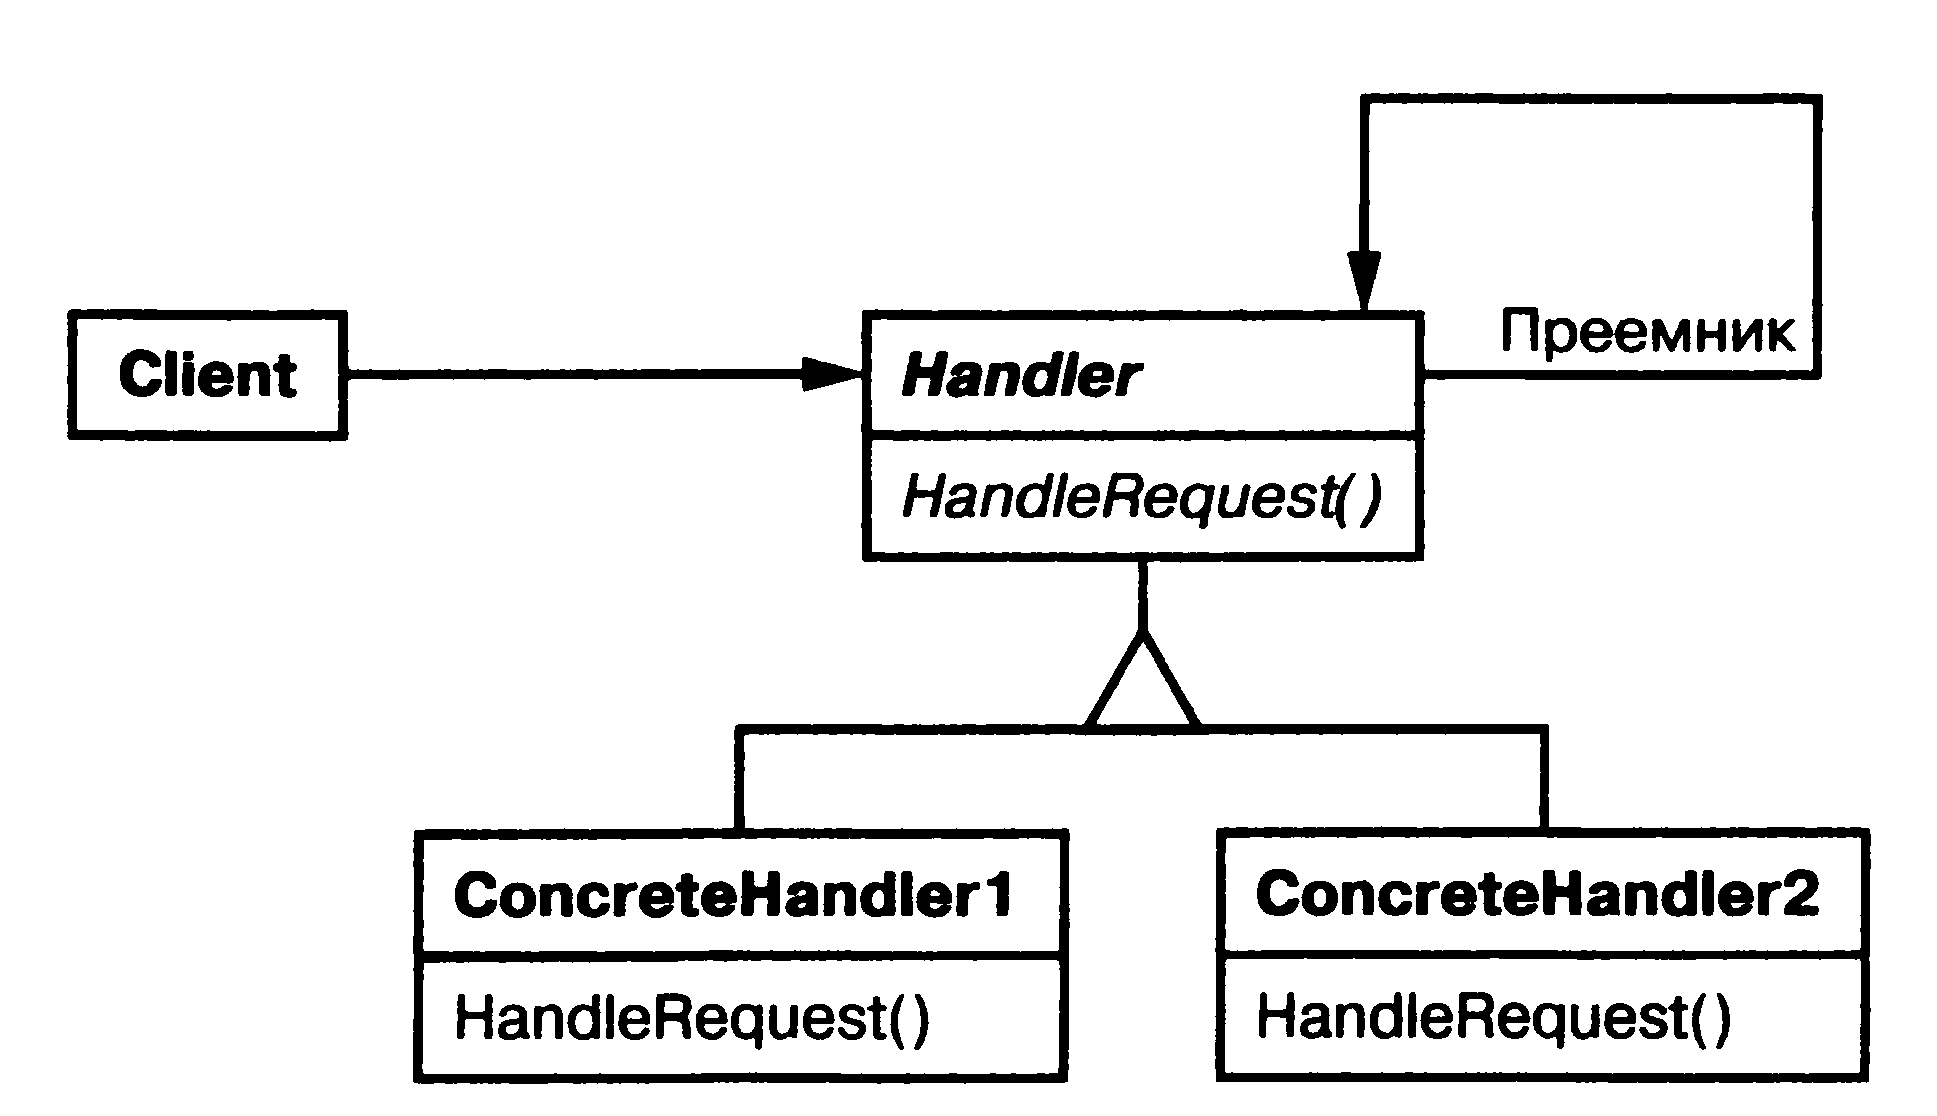 Client
Handler
Преемник
HandleRequest()
ConcreteHandler1
ConcreteHandler2
HandleRequest()
HandleRequest()